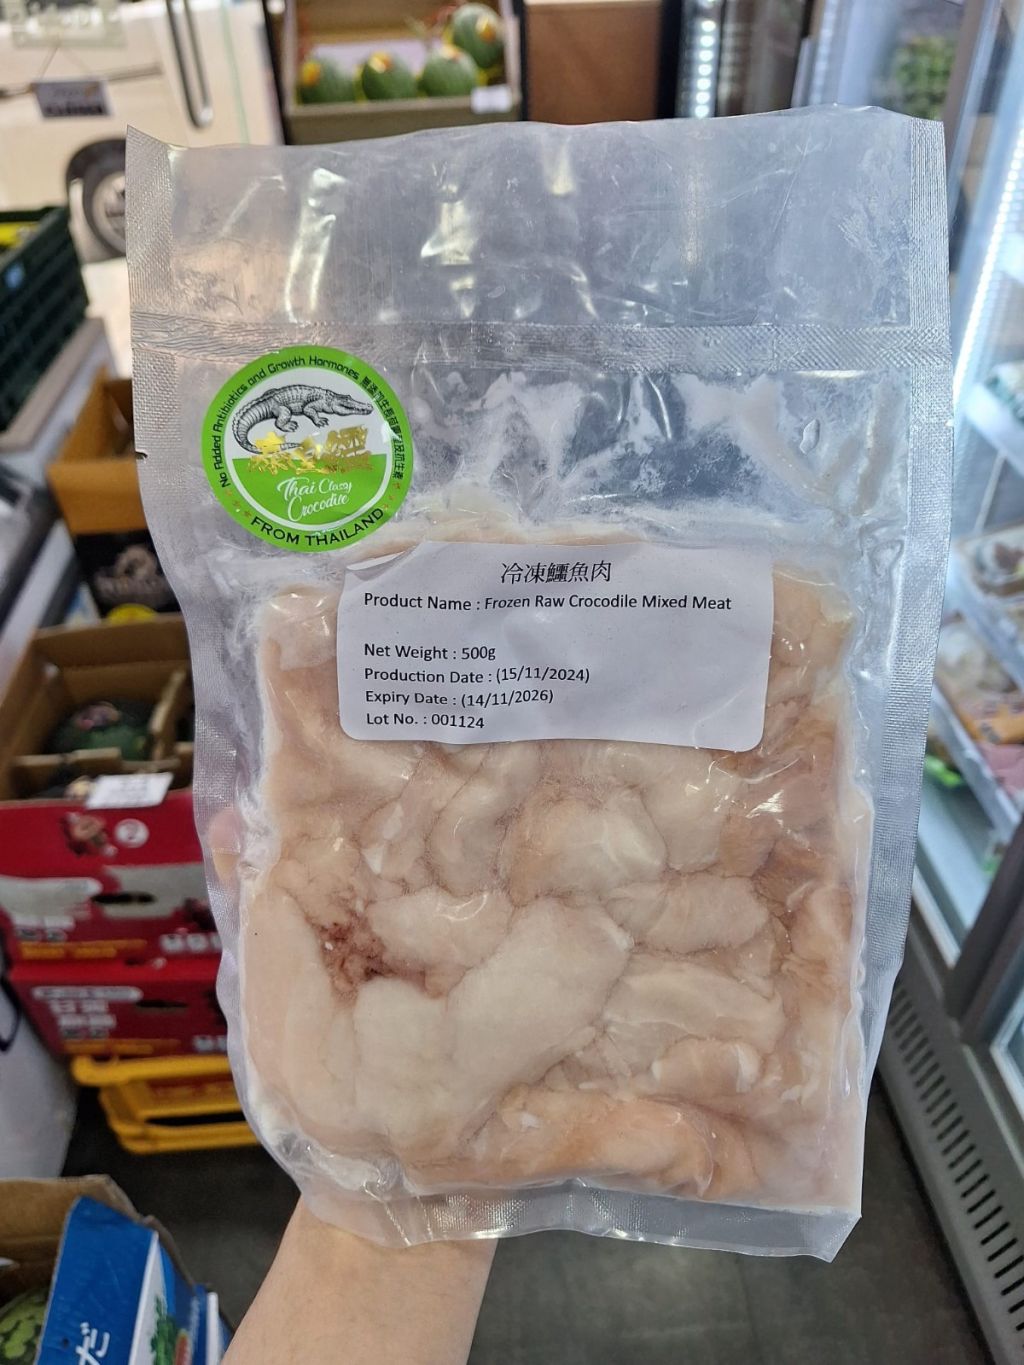 No Added Antibiotics and Growth Hormones
Thai Classy
Crocodile
FROM THAILAND
冷凍鱷魚肉
Product Name : Frozen Raw Crocodile Mixed Meat
Net Weight : 500g
Production Date : (15/11/2024)
Expiry Date : (14/11/2026)
Lot No. : 001124